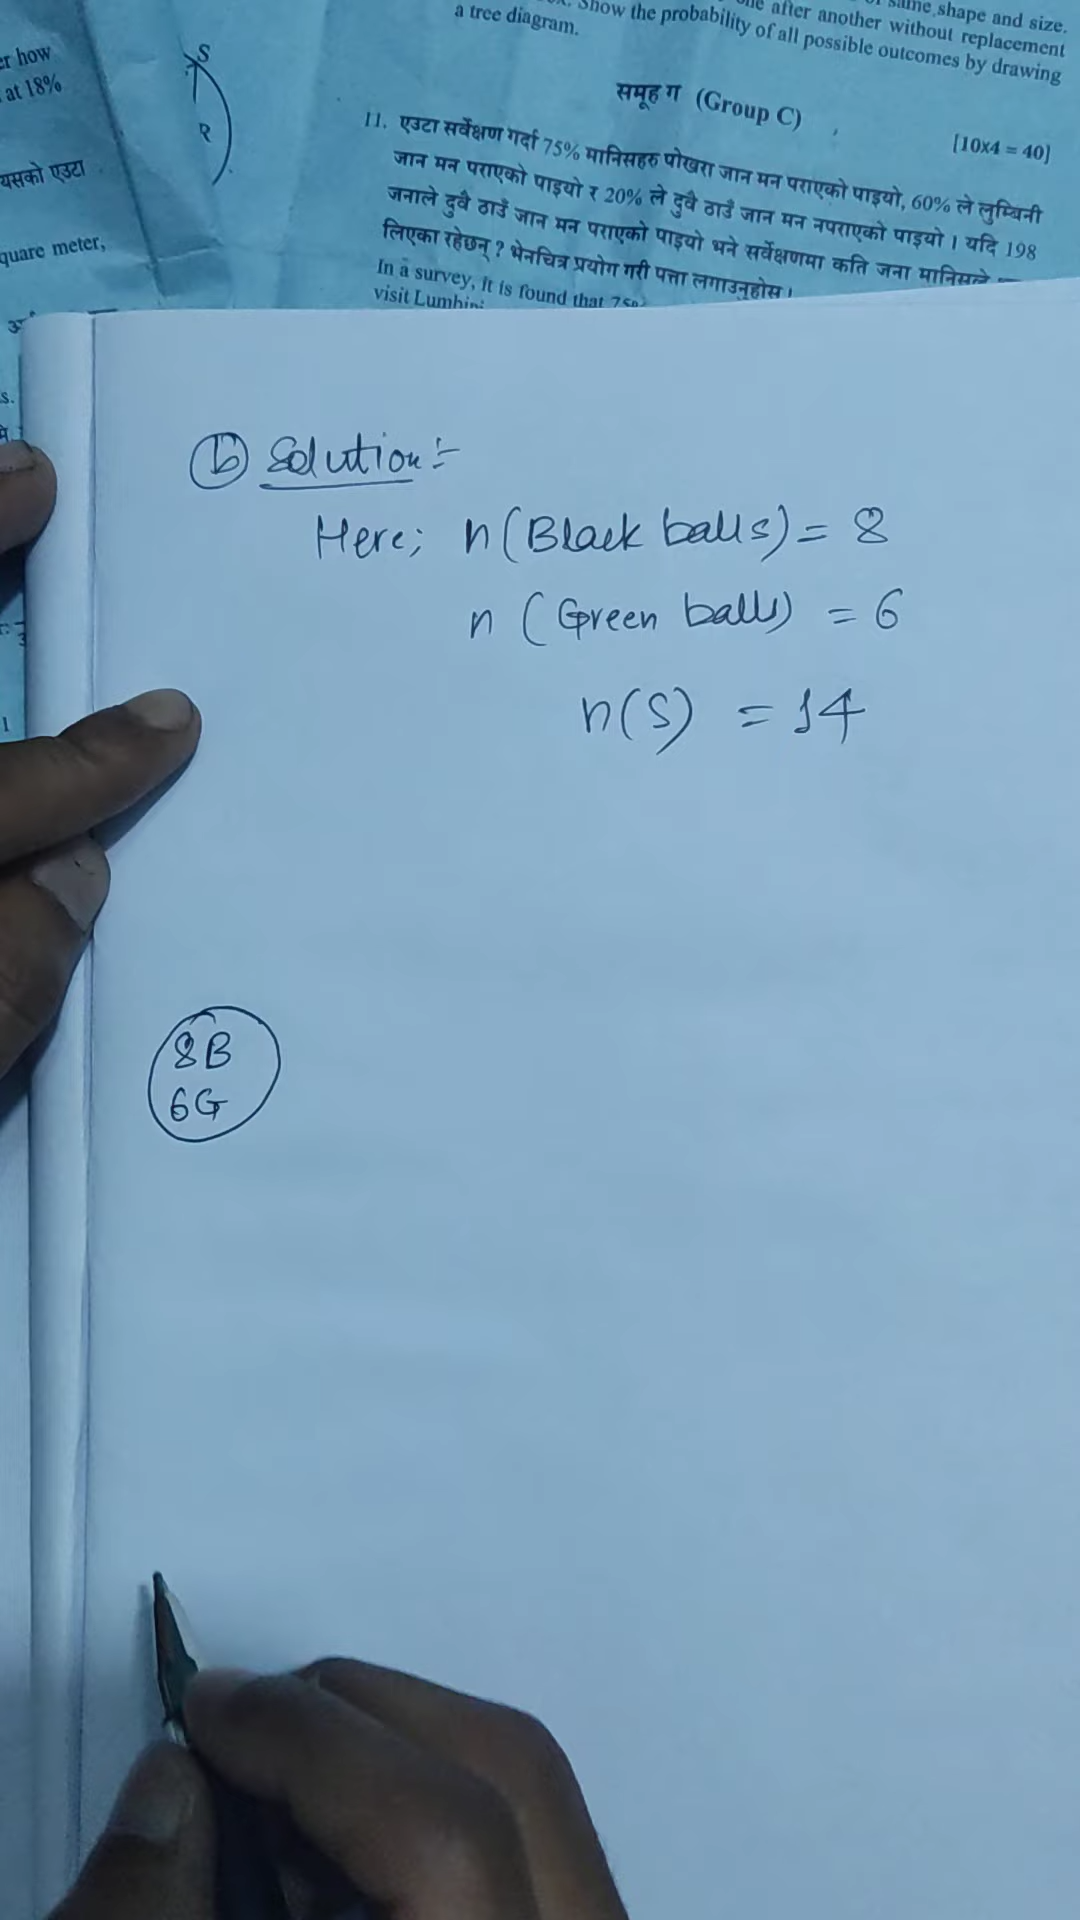 same shape and size.
Show the probability of all possible outcomes by drawing
one after another without replacement
a tree diagram.
er how
at 18%
S
R
समूह ग (Group C)
[10x4 = 40]
11. एउटा सर्वेक्षण गर्दा 75% मानिसहरु पोखरा जान मन पराएको पाइयो, 60% ले लुम्बिनी
जान मन पराएको पाइयो र 20% ले दुवै ठाउँ जान मन नपराएको पाइयो । यदि 198
जनाले दुवै ठाउँ जान मन पराएको पाइयो भने सर्वेक्षणमा कति जना मानिसले
लिएका रहेछन् ? भेनचित्र प्रयोग गरी पत्ता लगाउनुहोस् ।
In a survey, it is found that 75%
visit Lumbini
यसको एउटा
quare meter,
s.
(b) Solution :-
Here; n(Black balls) = 8
n (Green balls) = 6
n(S) = 14
8B
6G